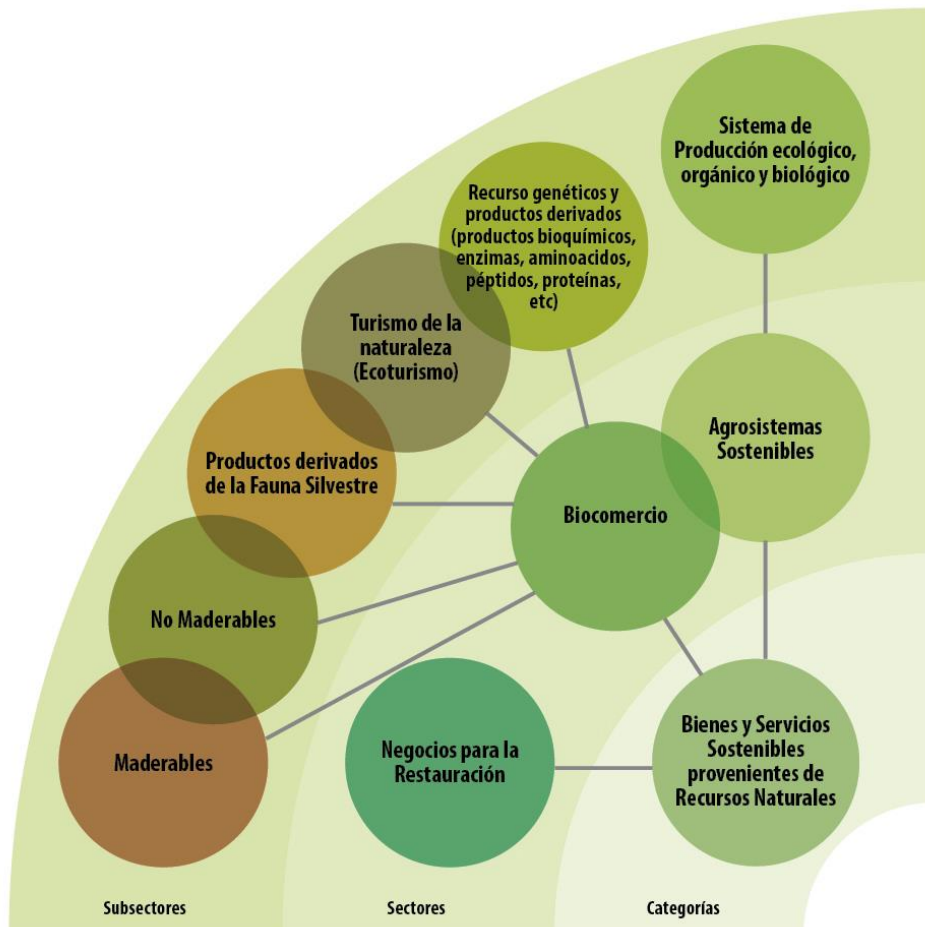 Sistema de
Producción ecológico,
orgánico y biológico
Recurso genéticos y
productos derivados
(productos bioquímicos,
enzimas, aminoacidos,
péptidos, proteínas,
etc)
Turismo de la
naturaleza
(Ecoturismo)
Agrosistemas
Sostenibles
Productos derivados
de la Fauna Silvestre
Biocomercio
No Maderables
Maderables
Negocios para la
Restauración
Bienes y Servicios
Sostenibles
provenientes de
Recursos Naturales
Subsectores
Sectores
Categorías